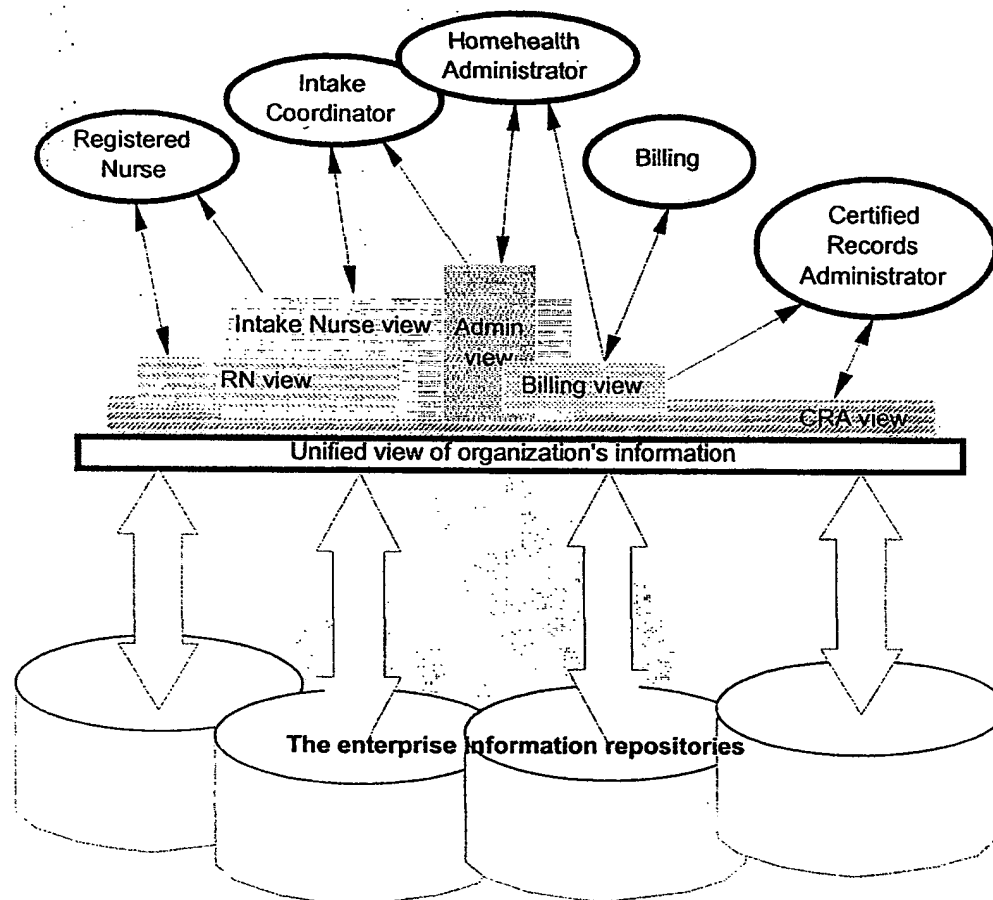 Homehealth
Administrator
Intake
Coordinator
Registered
Nurse
Billing
Certified
Records
Administrator
Intake Nurse view
Admin
view
RN view
Billing view
CRA view
Unified view of organization's information
The enterprise information repositories